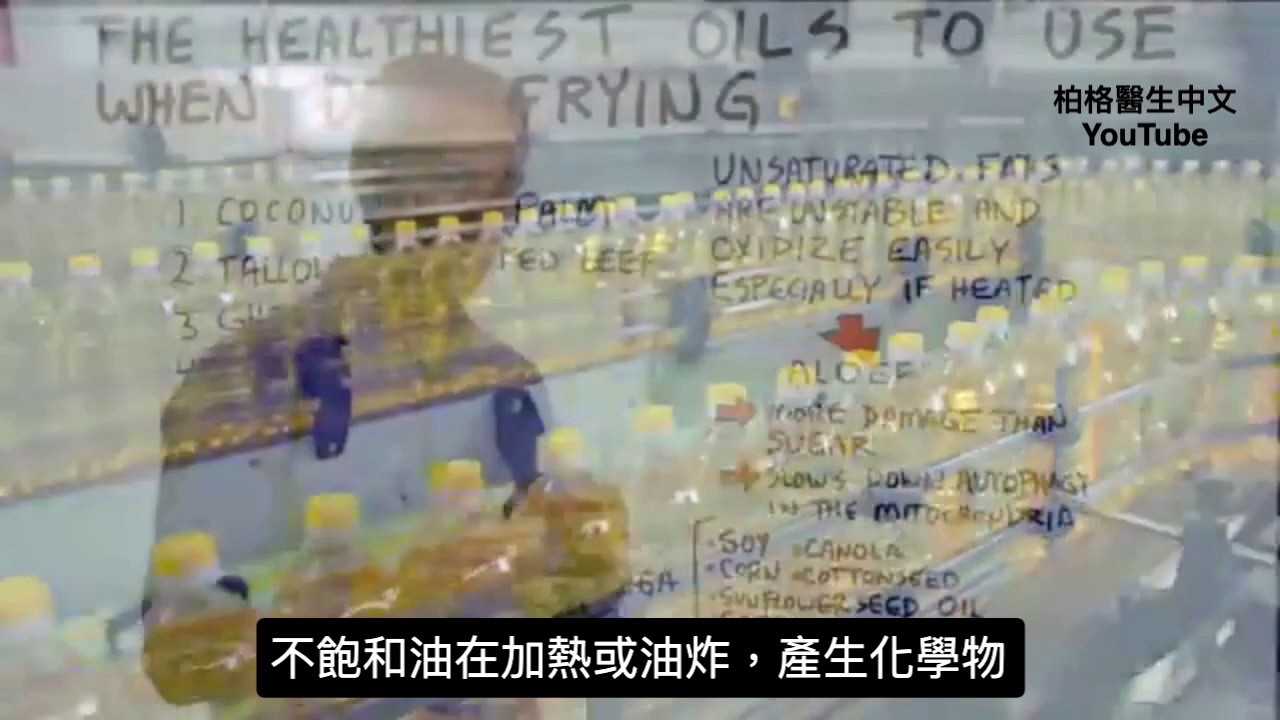 THE HEALTHIEST OILS TO USE
WHEN FRYING
柏格醫生中文
YouTube
1 COCONU PALM
2 TALLOW FED BEEF
3 GH
UNSATURATED FATS
ARE UNSTABLE AND
OXIDIZE EASILY
ESPECIALLY IF HEATED
MORE DAMAGE THAN
SUGAR
SLOWS DOWN AUTOPHAGY
IN THE MITOCHONDRIA
• SOY • CANOLA
• CORN • COTTONSEED
• SUNFLOWER SEED OIL
不飽和油在加熱或油炸，產生化學物